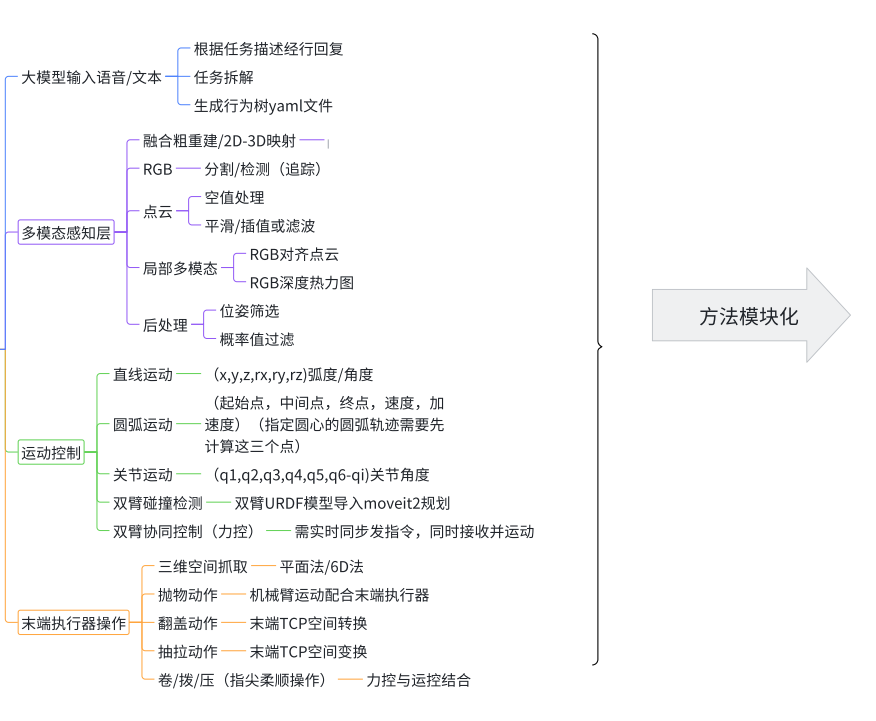 大模型输入语音/文本
根据任务描述经行回复
任务拆解
生成行为树yaml文件
多模态感知层
融合粗重建/2D-3D映射
RGB
分割/检测（追踪）
点云
空值处理
平滑/插值或滤波
局部多模态
RGB对齐点云
RGB深度热力图
后处理
位姿筛选
概率值过滤
运动控制
直线运动
（x,y,z,rx,ry,rz)弧度/角度
圆弧运动
（起始点，中间点，终点，速度，加
速度）（指定圆心的圆弧轨迹需要先
计算这三个点）
关节运动
（q1,q2,q3,q4,q5,q6-qi)关节角度
双臂碰撞检测
双臂URDF模型导入moveit2规划
双臂协同控制（力控）
需实时同步发指令，同时接收并运动
末端执行器操作
三维空间抓取
平面法/6D法
抛物动作
机械臂运动配合末端执行器
翻盖动作
末端TCP空间转换
抽拉动作
末端TCP空间变换
卷/拨/压（指尖柔顺操作）
力控与运控结合
方法模块化